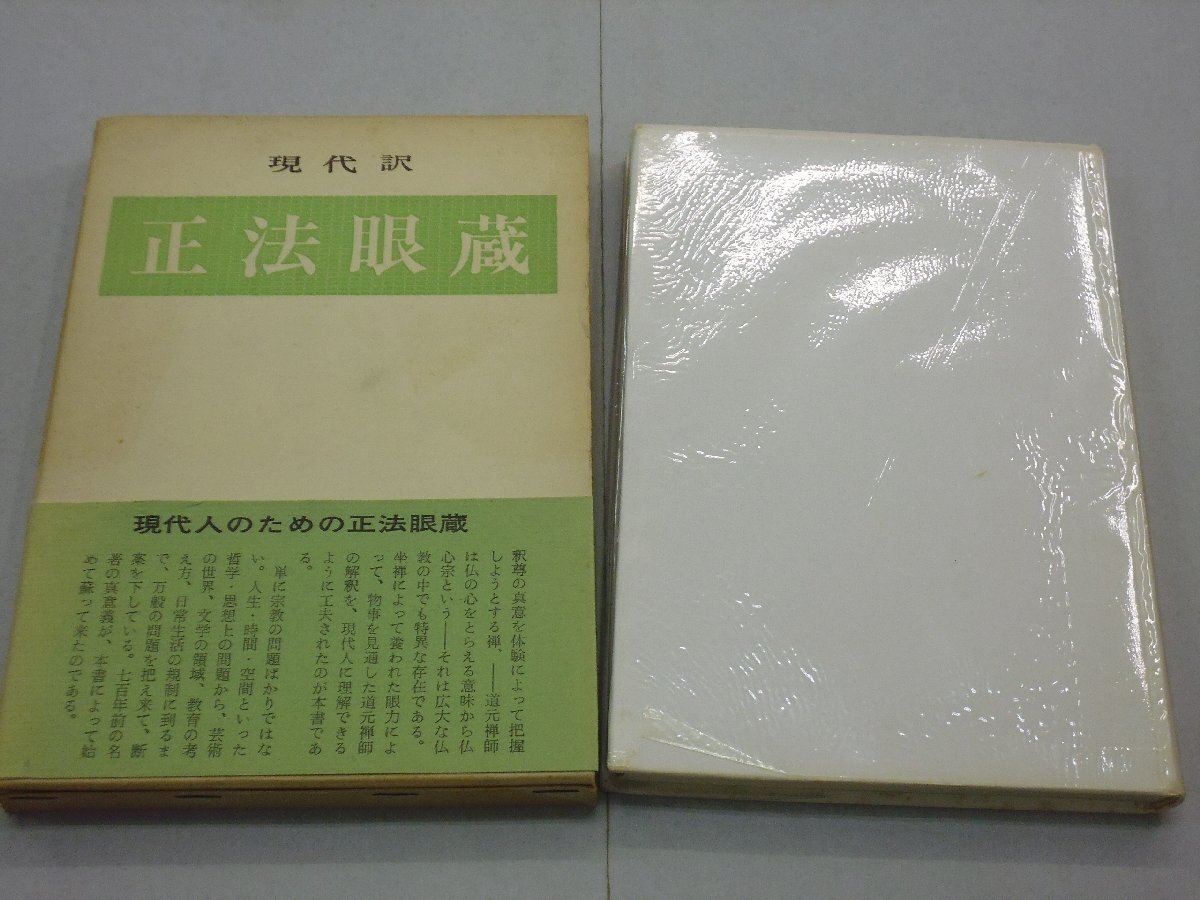 現代訳
正法眼蔵
現代人のための正法眼蔵
釈尊の真意を体験によって把握
しようとする禅、――道元禅師
は仏の心をとらえる意味から仏
心宗という――それは広大な仏
教の中でも特異な存在である。
坐禅によって養われた眼力によ
って、物事を見通した道元禅師
の解釈を、現代人に理解できる
ように工夫されたのが本書であ
る。
単に宗教の問題ばかりではな
い。人生・時間・空間といった
哲学・思想上の問題から、芸術
の世界、文学の領域、教育の考
え方、日常生活の規制に到るま
で、万般の問題を把え来て、断
案を下している。七百年前の名
著の真意義が、本書によって始
めて蘇って来たのである。